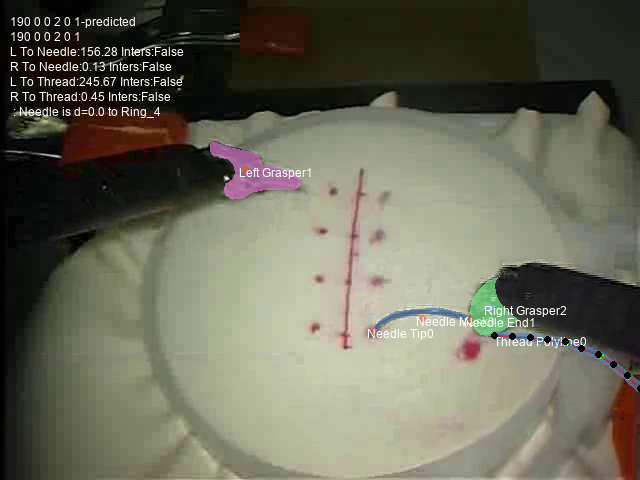 190 0 0 2 0 1-predicted
190 0 0 2 0 1
L To Needle:156.28 Inters:False
R To Needle:0.13 Inters:False
L To Thread:245.67 Inters:False
R To Thread:0.45 Inters:False
: Needle is d=0.0 to Ring_4
Left Grasper1
Right Grasper2
Needle End1
Needle Tip0
Thread Polyline0